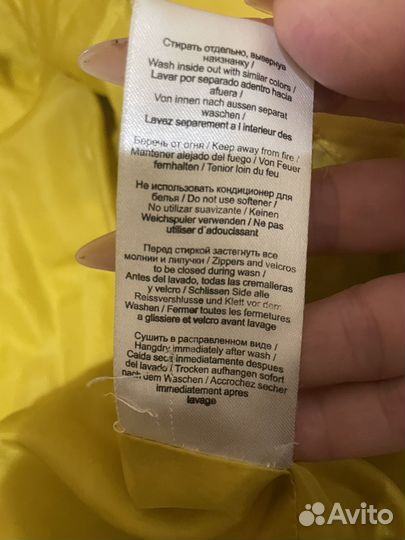 Стирать отдельно, вывернув
наизнанку /
Wash inside out with similar colors /
Lavar por separado adentro hacia
afuera /
Von innen nach aussen separat
waschen /
Lavez separement a l interieur des

Беречь от огня / Keep away from fire /
Mantener alejado del fuego / Von Feuer
fernhalten / Tenior loin du feu

Не использовать кондиционер для
белья / Do not use softener /
No utilizar suavizante / Keinen
Weichspuler verwenden / Ne pas
utiliser d`adoucissant

Перед стиркой застегнуть все
молнии и липучки / Zippers and velcros
to be closed during wash /
Antes del lavado, todas las cremalleras
y velcro / Schlissen Side alle
Reissvershlusse und Klett vor dem
Washen / Fermer toutes les fermetures
a glissiere et velcro avant lavage

Сушить в расправленном виде /
Hangdry immediately after wash /
Caida seca inmediatamente despues
del lavado / Trocken aufhangen sofort
nach dem Waschen / Accrochez secher
immediatement apres
lavage

Avito